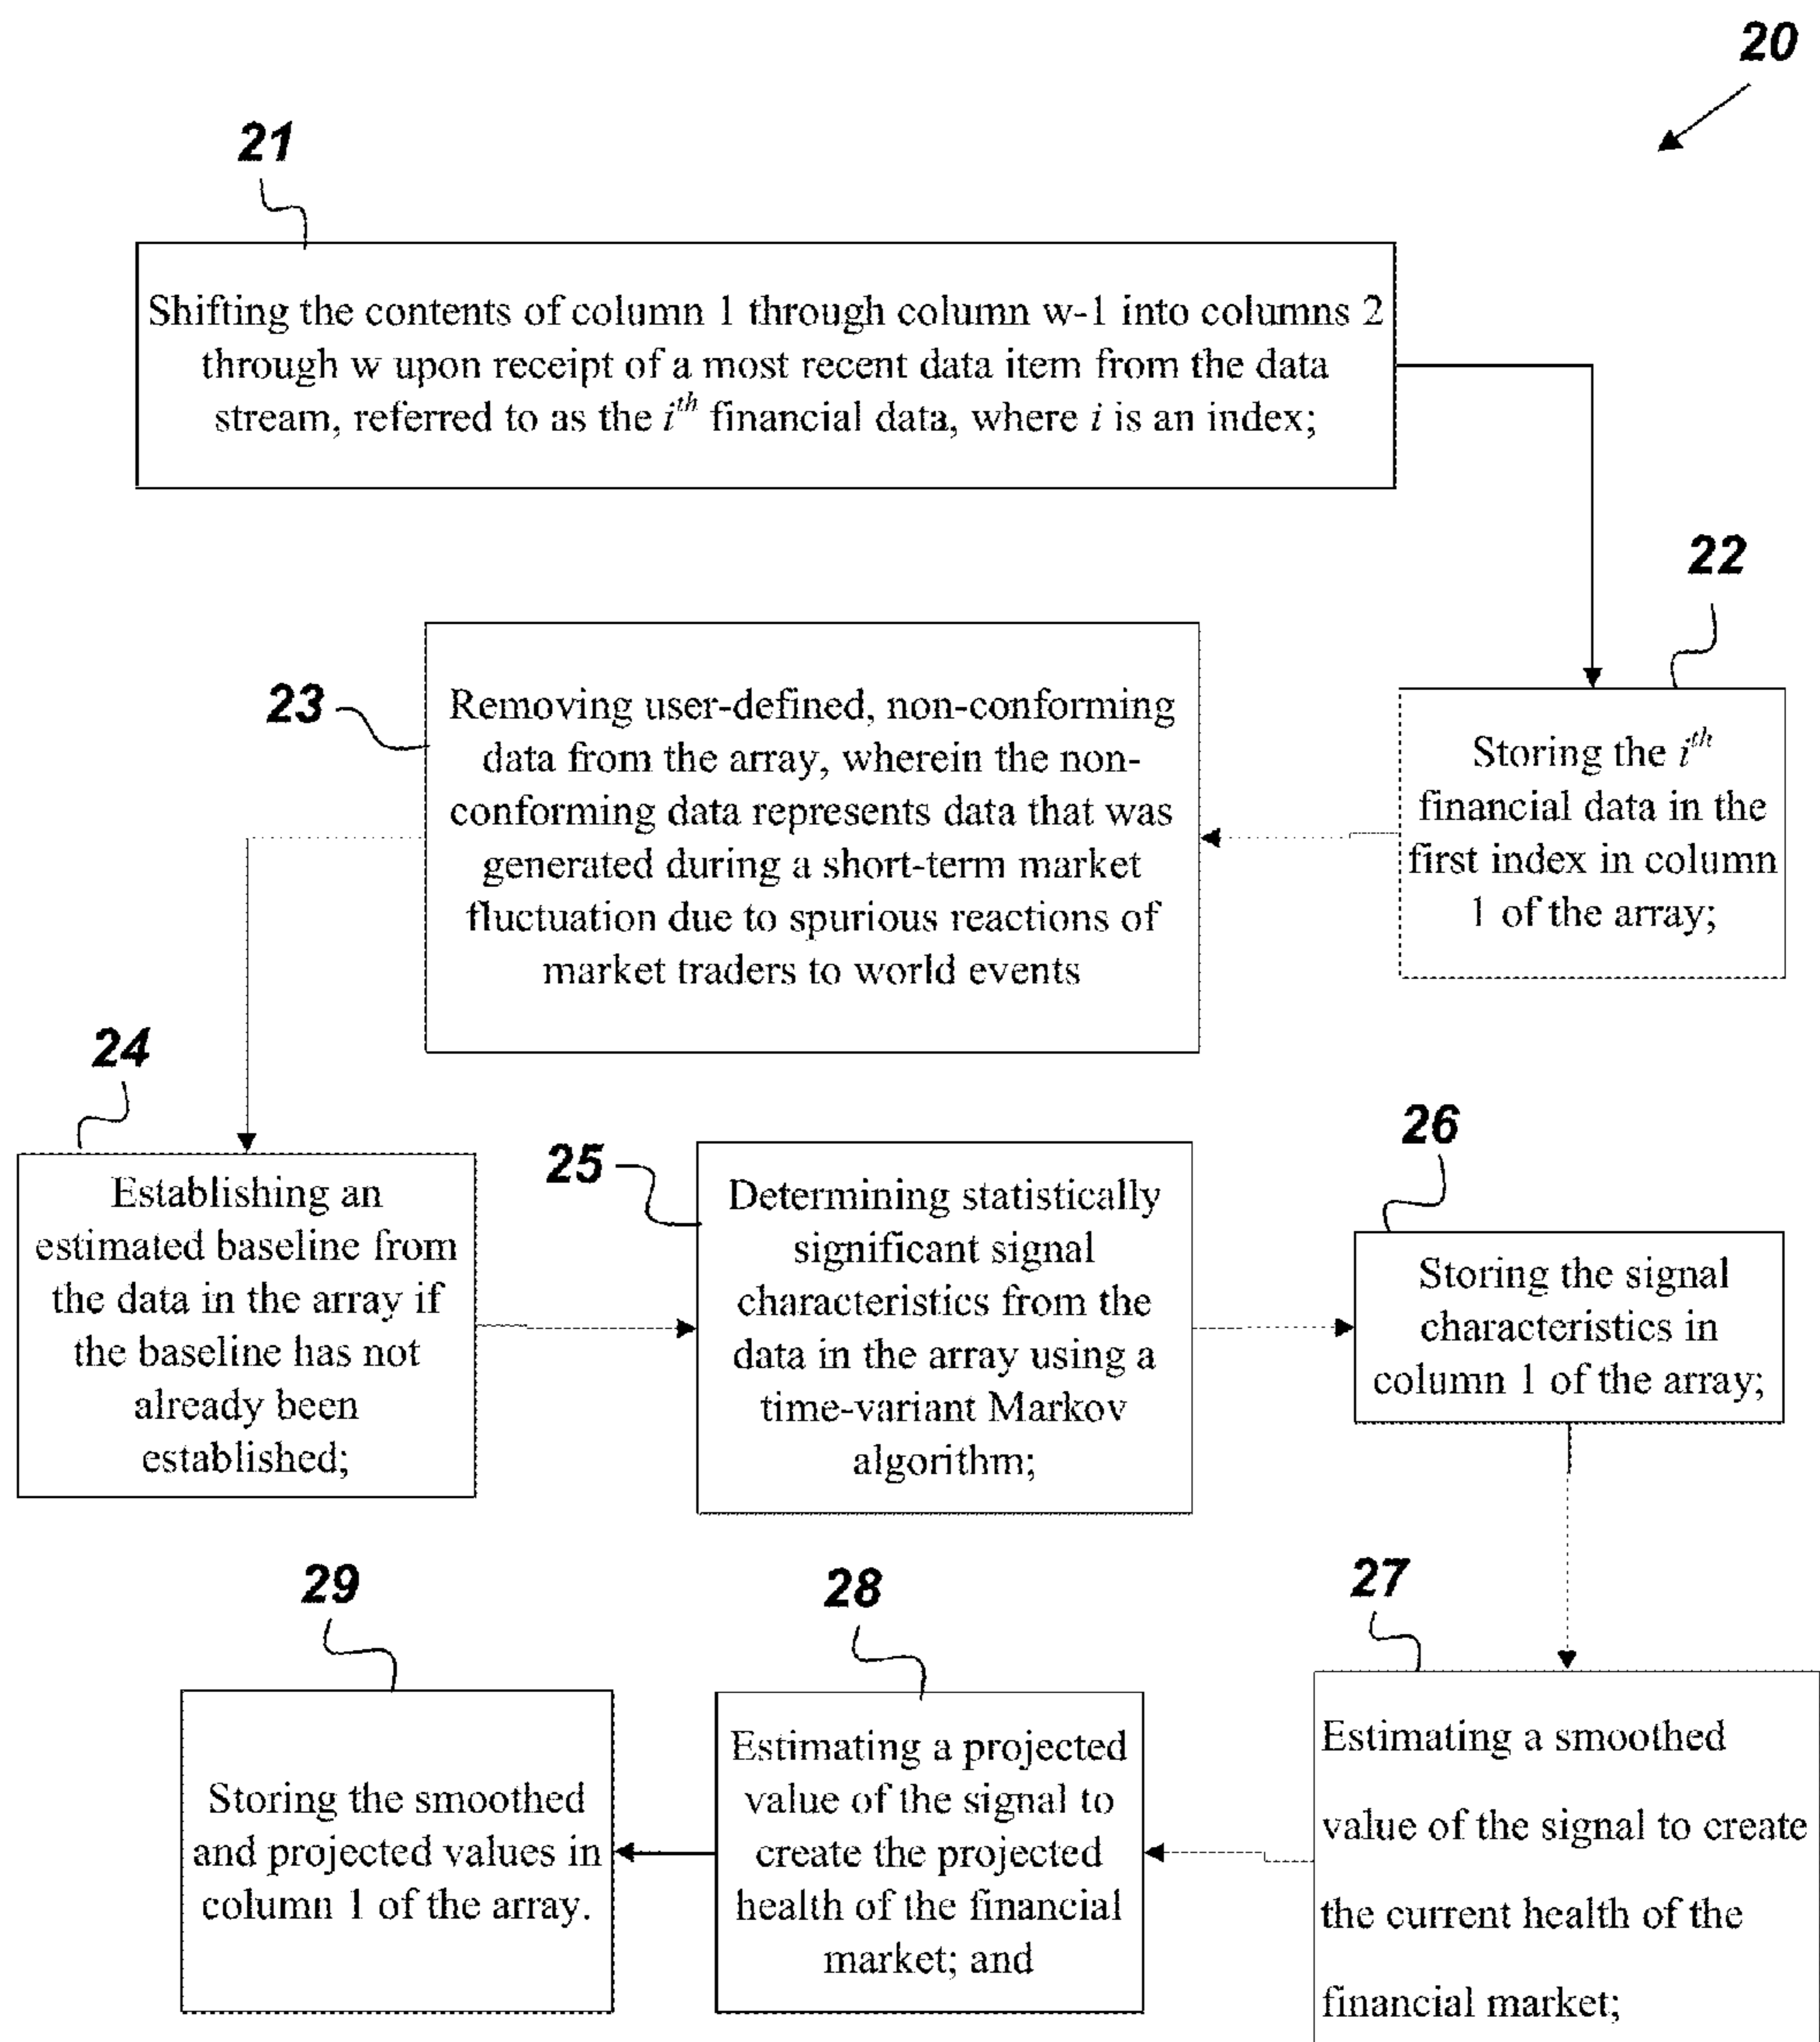 20
21
Shifting the contents of column 1 through column w-1 into columns 2
through w upon receipt of a most recent data item from the data
stream, referred to as the i^th financial data, where i is an index;
22
Storing the i^th
financial data in the
first index in column
1 of the array;
23
Removing user-defined, non-conforming
data from the array, wherein the non-
conforming data represents data that was
generated during a short-term market
fluctuation due to spurious reactions of
market traders to world events
24
Establishing an
estimated baseline from
the data in the array if
the baseline has not
already been
established;
25
Determining statistically
significant signal
characteristics from the
data in the array using a
time-variant Markov
algorithm;
26
Storing the signal
characteristics in
column 1 of the array;
27
Estimating a smoothed
value of the signal to create
the current health of the
financial market;
28
Estimating a projected
value of the signal to
create the projected
health of the financial
market; and
29
Storing the smoothed
and projected values in
column 1 of the array.